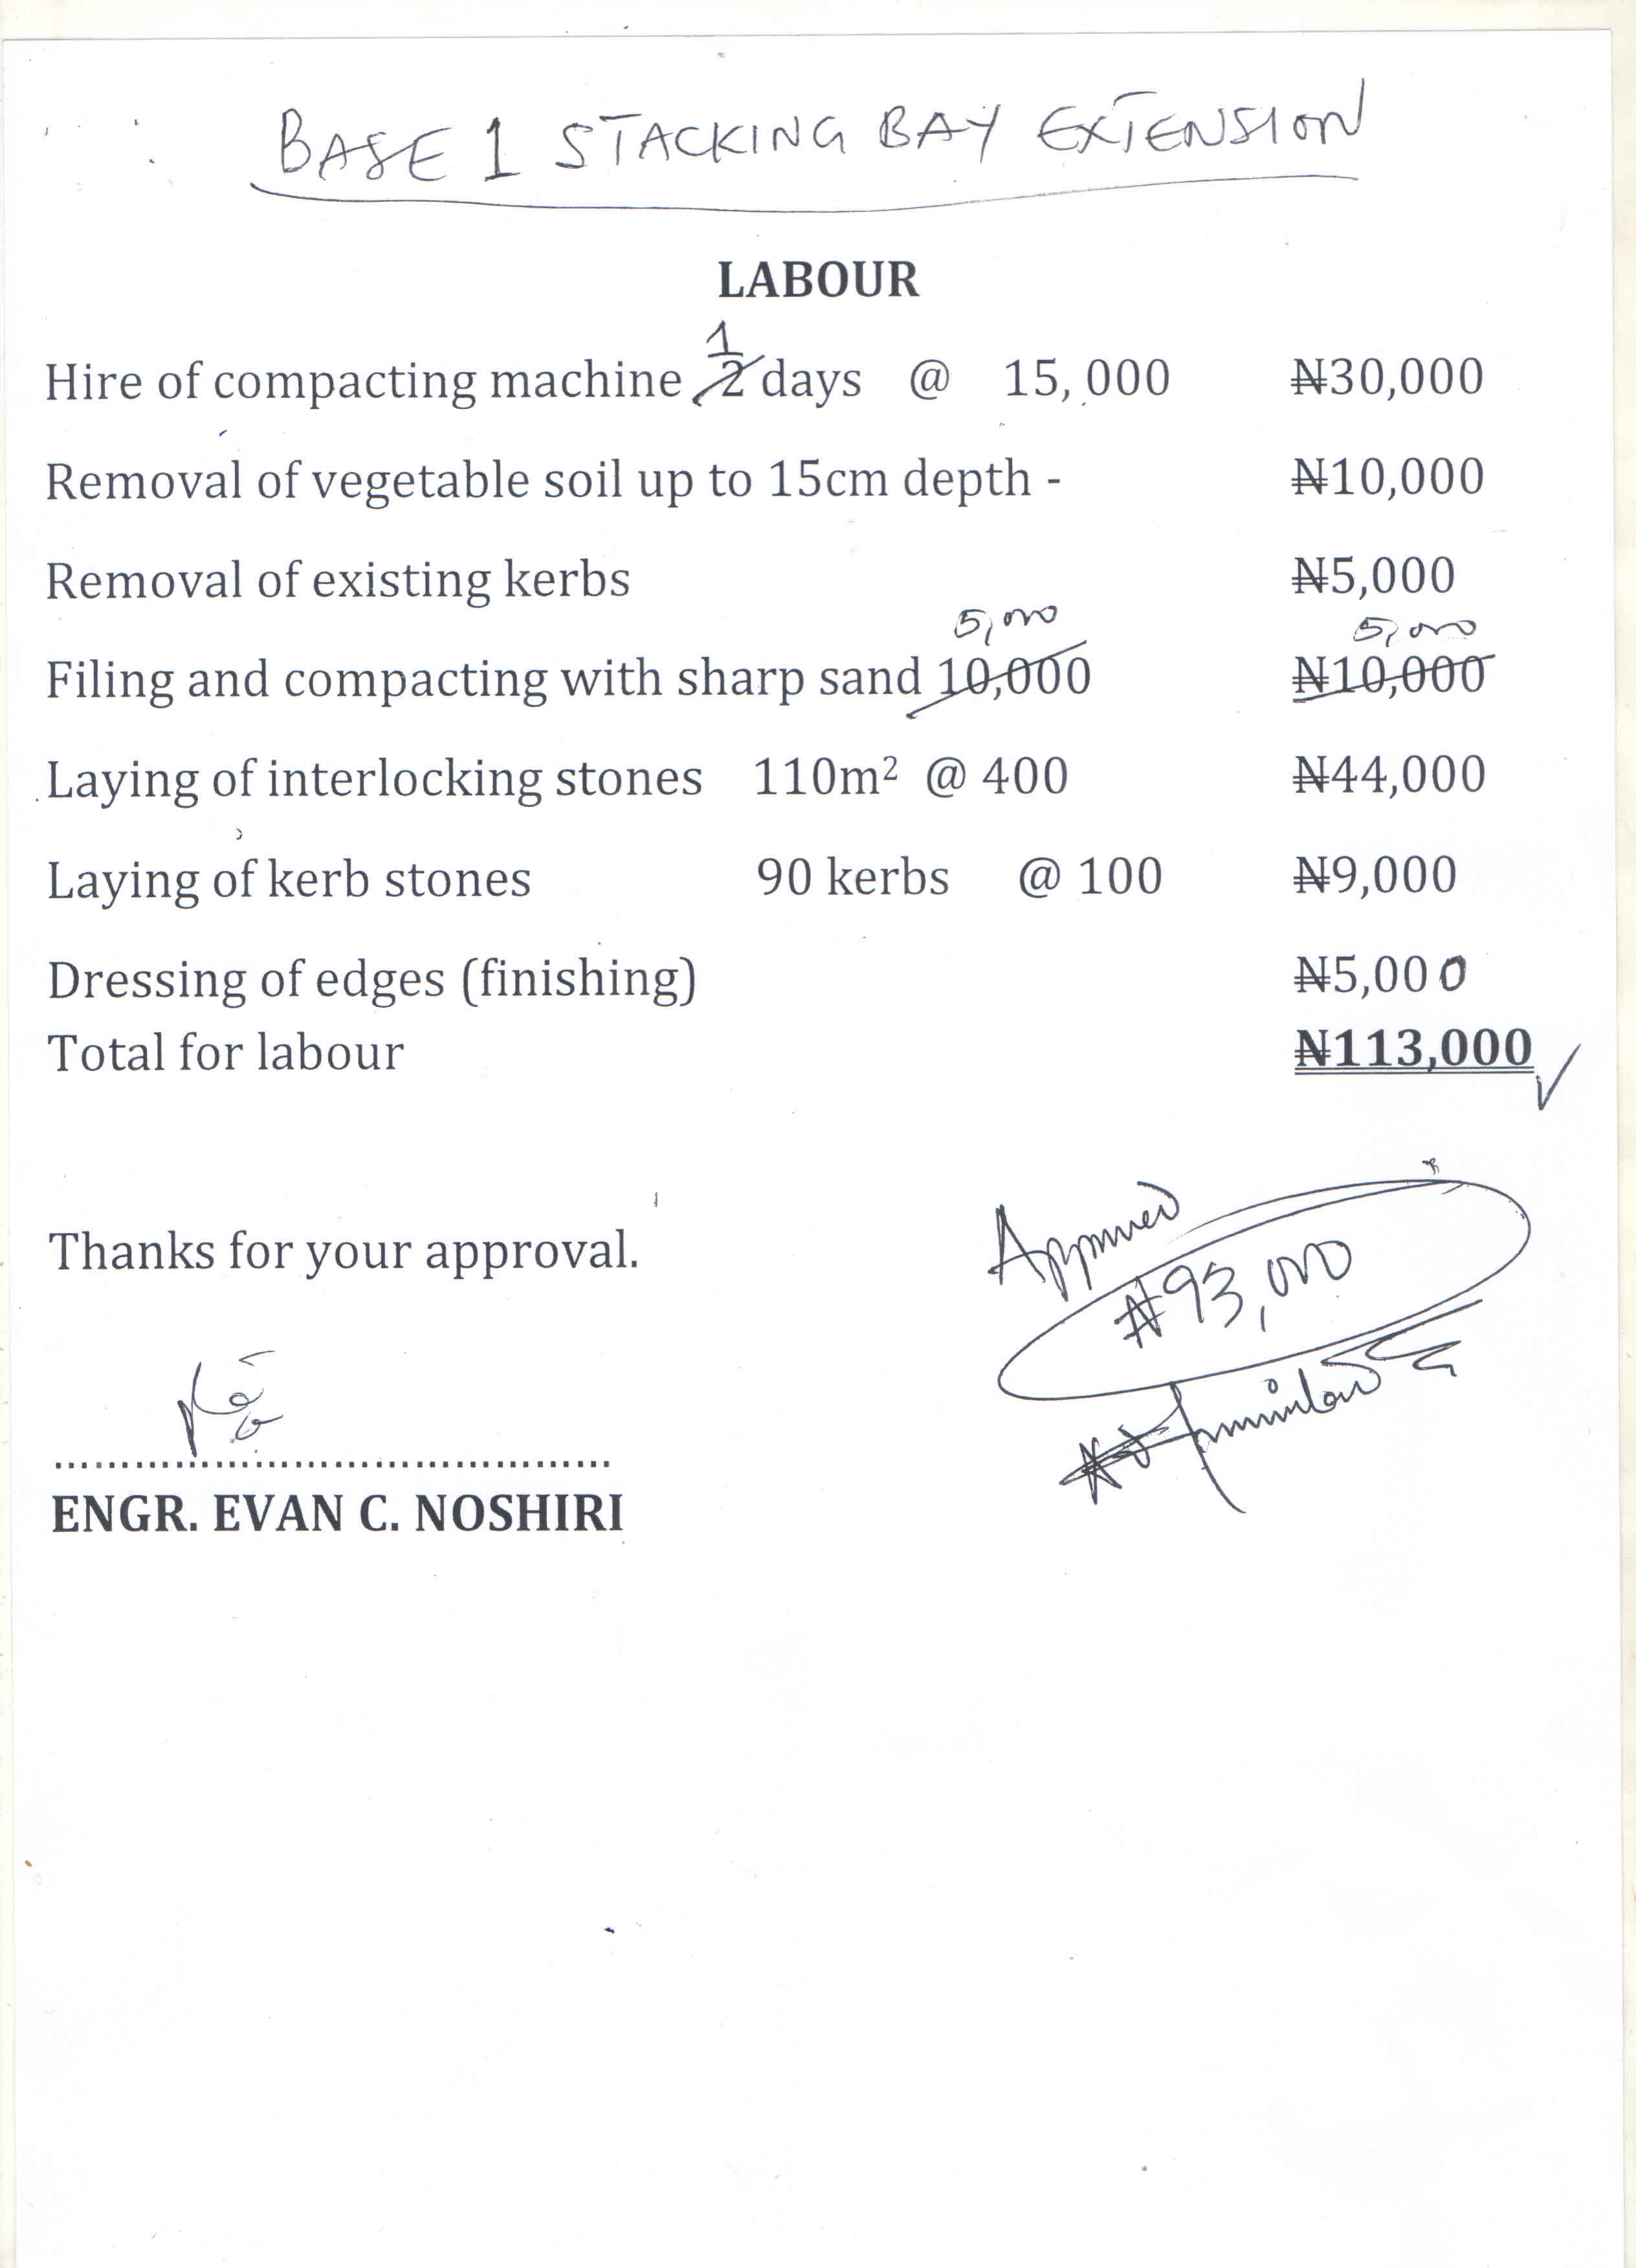 BASE 1 STACKING BAY EXTENSION
LABOUR
1
Hire of compacting machine 2 days @ 15, 000 ₦30,000
Removal of vegetable soil up to 15cm depth - ₦10,000
Removal of existing kerbs ₦5,000
5,000 5,000
Filing and compacting with sharp sand 10,000 ₦10,000
Laying of interlocking stones 110m² @ 400 ₦44,000
Laying of kerb stones 90 kerbs @ 100 ₦9,000
Dressing of edges (finishing) ₦5,000
Total for labour ₦113,000
Approved
₦93,000
Thanks for your approval.
ENGR. EVAN C. NOSHIRI